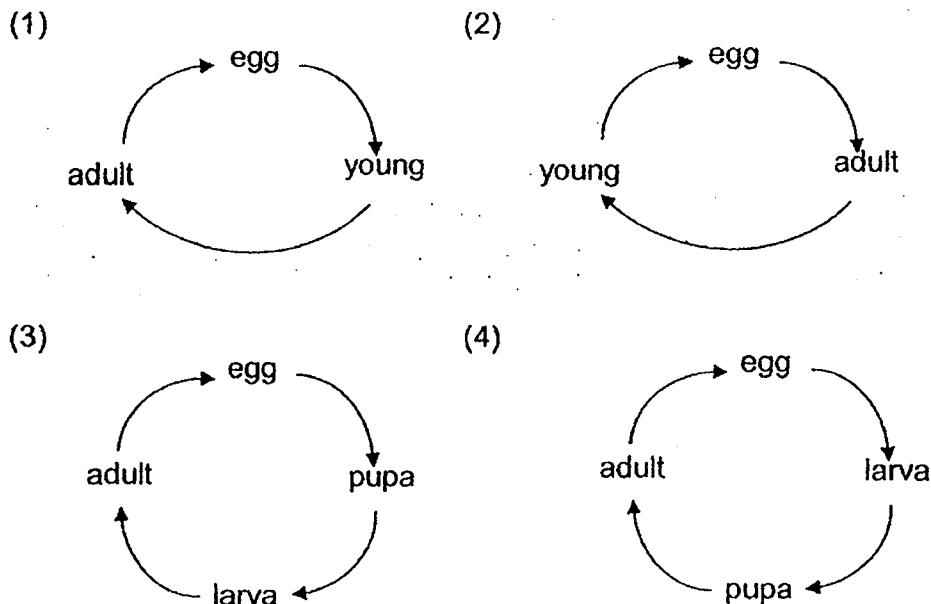 (1)
egg
young
adult
(2)
egg
adult
young
(3)
egg
pupa
larva
adult
(4)
egg
larva
pupa
adult